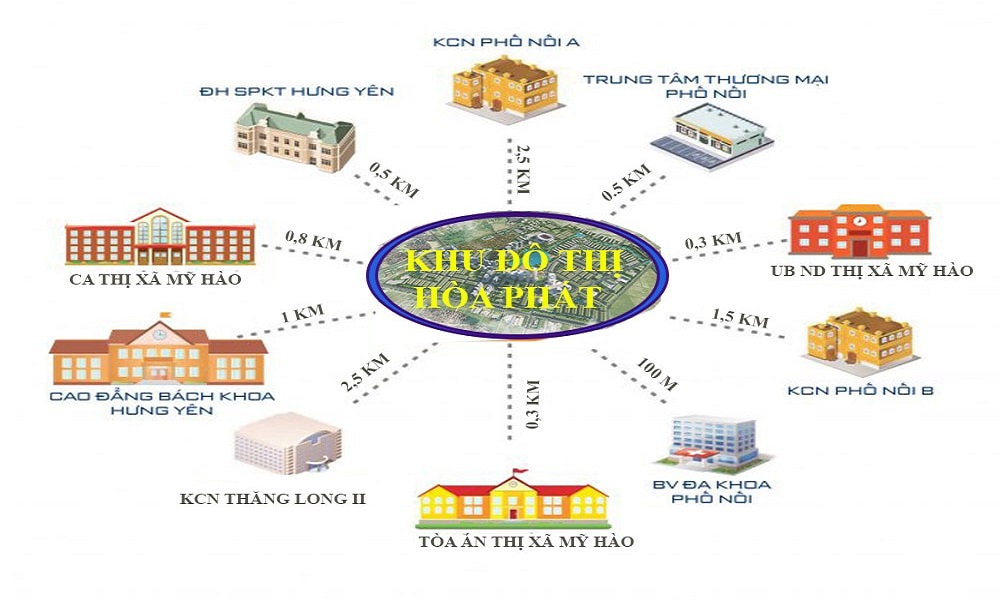 KCN PHỐ NỐI A
TRUNG TÂM THƯƠNG MẠI
PHỐ NỐI
ĐH SPKT HƯNG YÊN
2,5 KM
0,5 KM
0.5 KM
0,8 KM
0,3 KM
CA THỊ XÃ MỸ HÀO
KHU ĐÔ THỊ
HÒA PHÁT
UB ND THỊ XÃ MỸ HÀO
1 KM
1,5 KM
CAO ĐẲNG BÁCH KHOA
HƯNG YÊN
2,5 KM
0,3 KM
100 M
KCN PHỐ NỐI B
KCN THĂNG LONG II
BV ĐA KHOA
PHỐ NỐI
TÒA ÁN THỊ XÃ MỸ HÀO